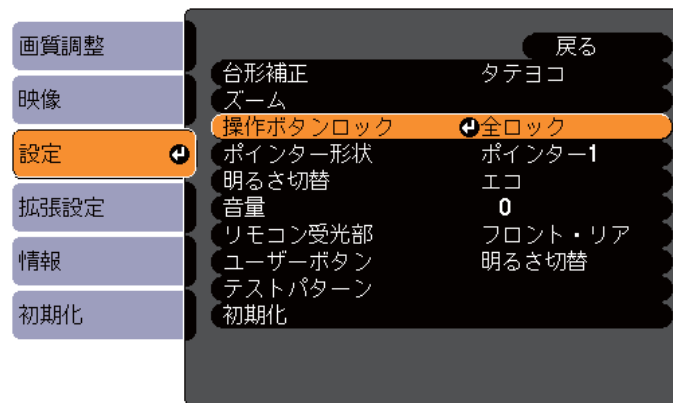 画質調整
映像
設定
拡張設定
情報
初期化
戻る
台形補正 タテヨコ
ズーム
操作ボタンロック 全ロック
ポインター形状 ポインター1
明るさ切替 エコ
音量 0
リモコン受光部 フロント・リア
ユーザーボタン 明るさ切替
テストパターン
初期化